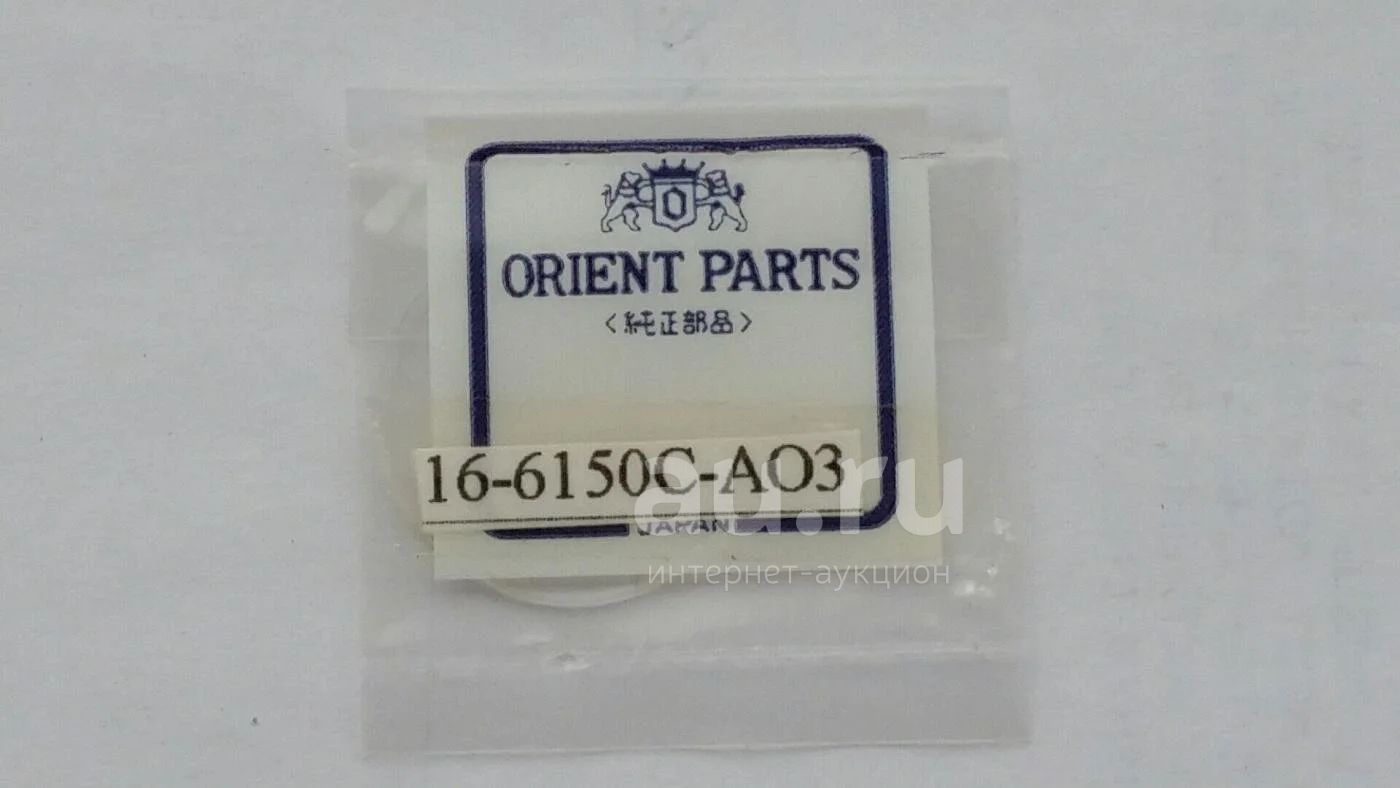 O
ORIENT PARTS
<純正部品>
16-6150C-AO3
JAPAN
au.ru
интернет-аукцион